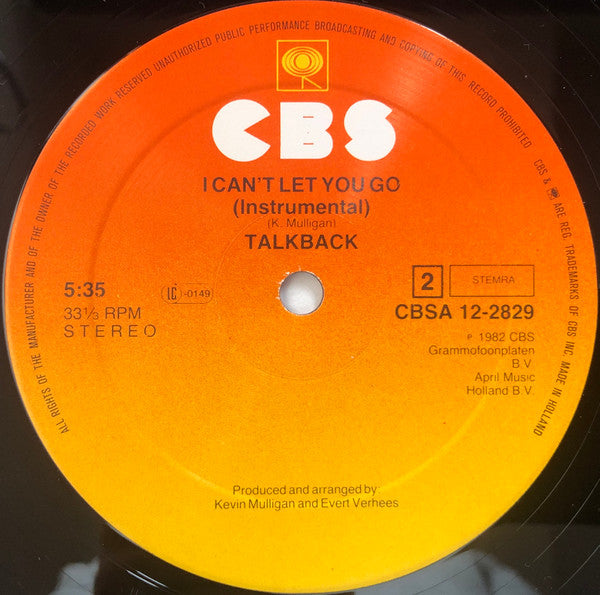 ALL RIGHTS OF THE MANUFACTURER AND OF THE OWNER OF THE RECORDED WORK RESERVED UNAUTHORIZED PUBLIC PERFORMANCE BROADCASTING AND COPYING OF THIS RECORD PROHIBITED
CBS & ARE REG. TRADEMARKS OF CBS INC. MADE IN HOLLAND
CBS
I CAN'T LET YOU GO
(Instrumental)
(K. Mulligan)
TALKBACK
5:35
LC -0149
33⅓ RPM
STEREO
2
STEMRA
CBSA 12-2829
℗ 1982 CBS
Grammofoonplaten
B.V.
April Music
Holland B.V.
Produced and arranged by:
Kevin Mulligan and Evert Verhees